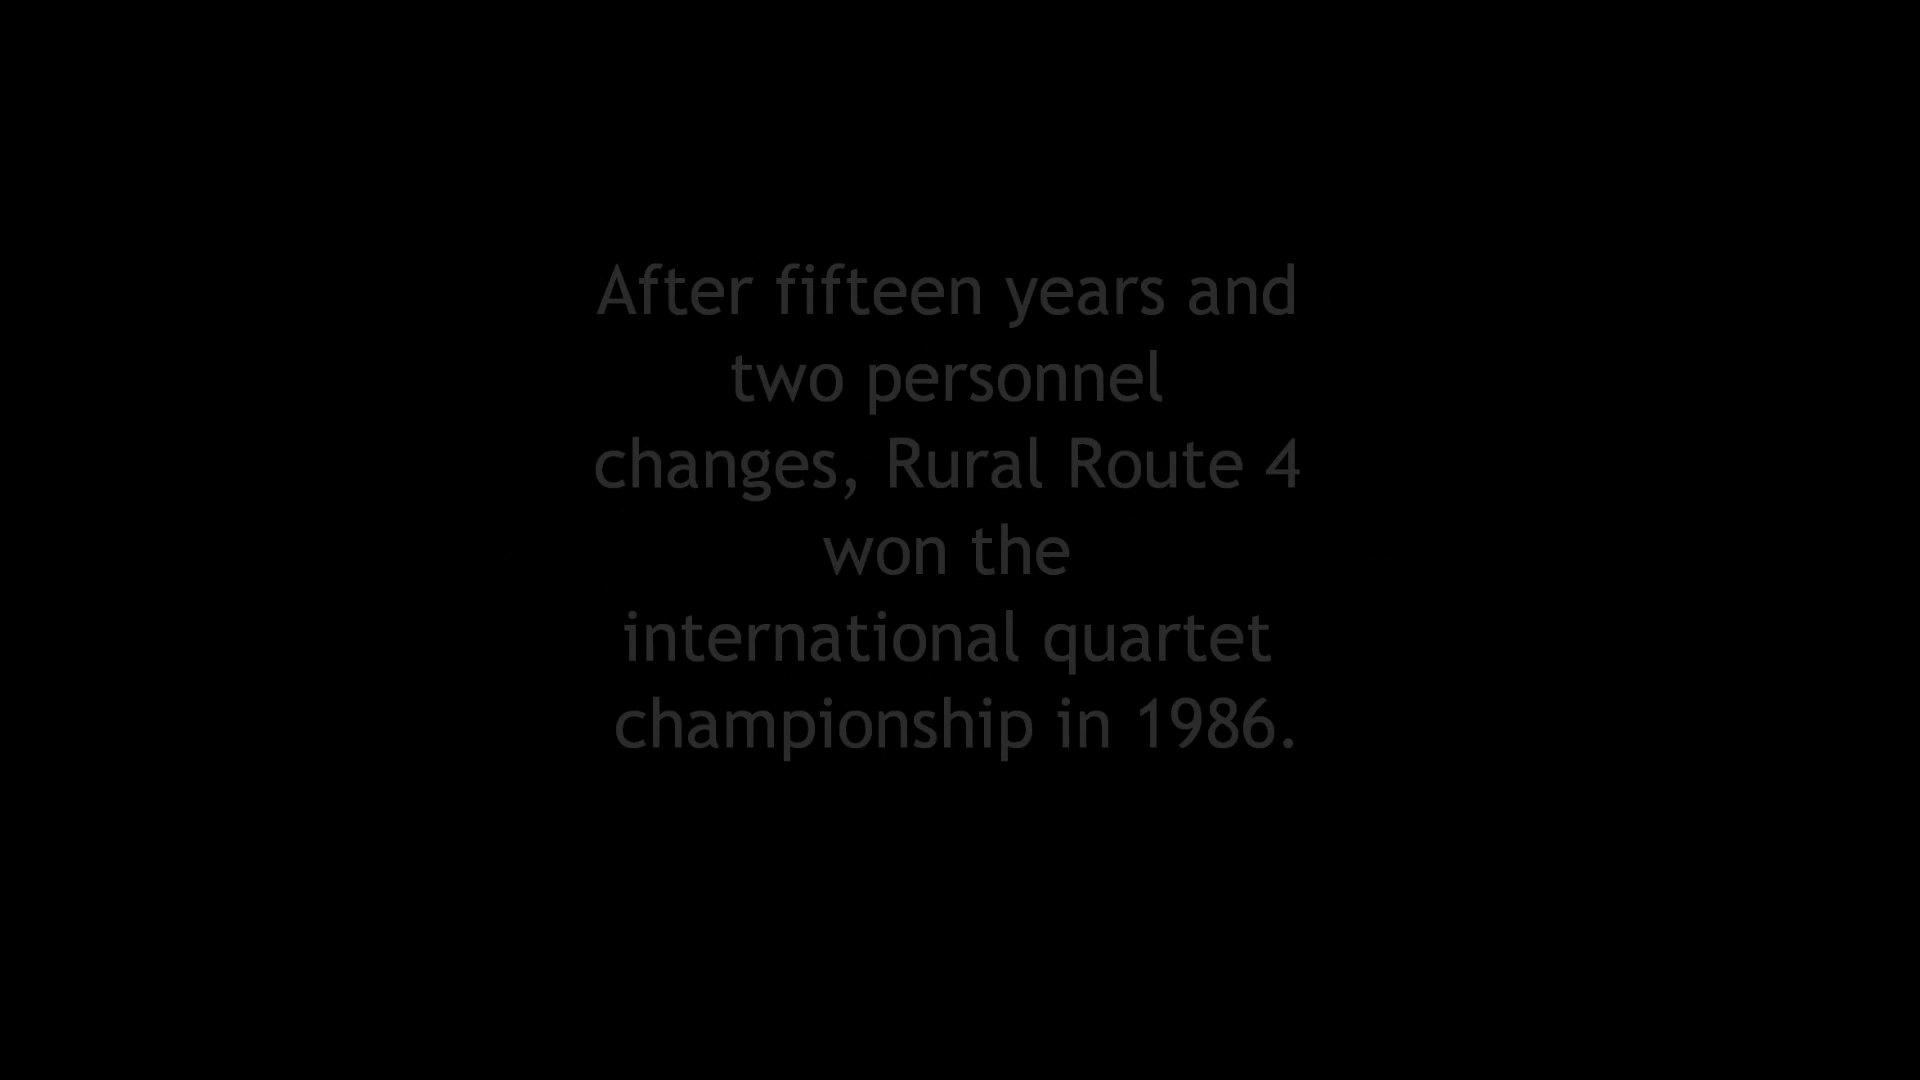 After fifteen years and
two personnel
changes, Rural Route 4
won the
international quartet
championship in 1986.